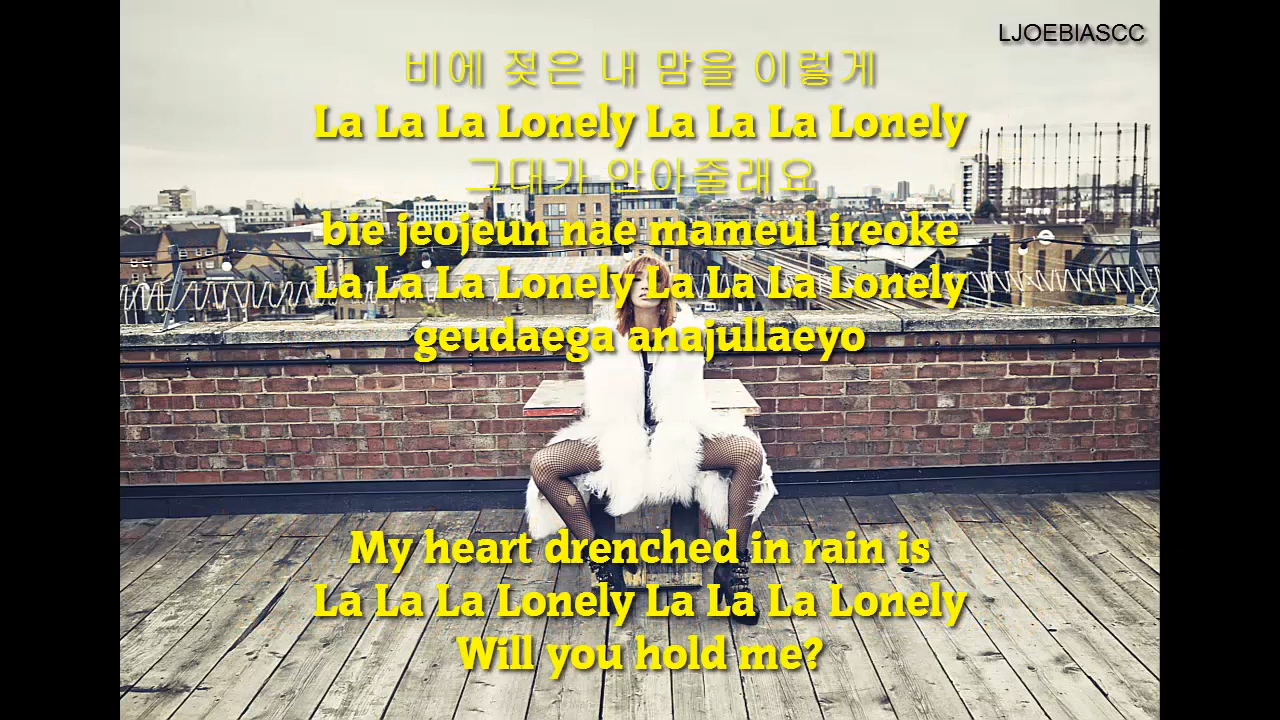 LJOEBIASCC
비에 젖은 내 맘을 이렇게
La La La Lonely La La La Lonely
그대가 안아줄래요
bie jeojeun nae mameul ireoke
La La La Lonely La La La Lonely
geudaega anajullaeyo
My heart drenched in rain is
La La La Lonely La La La Lonely
Will you hold me?